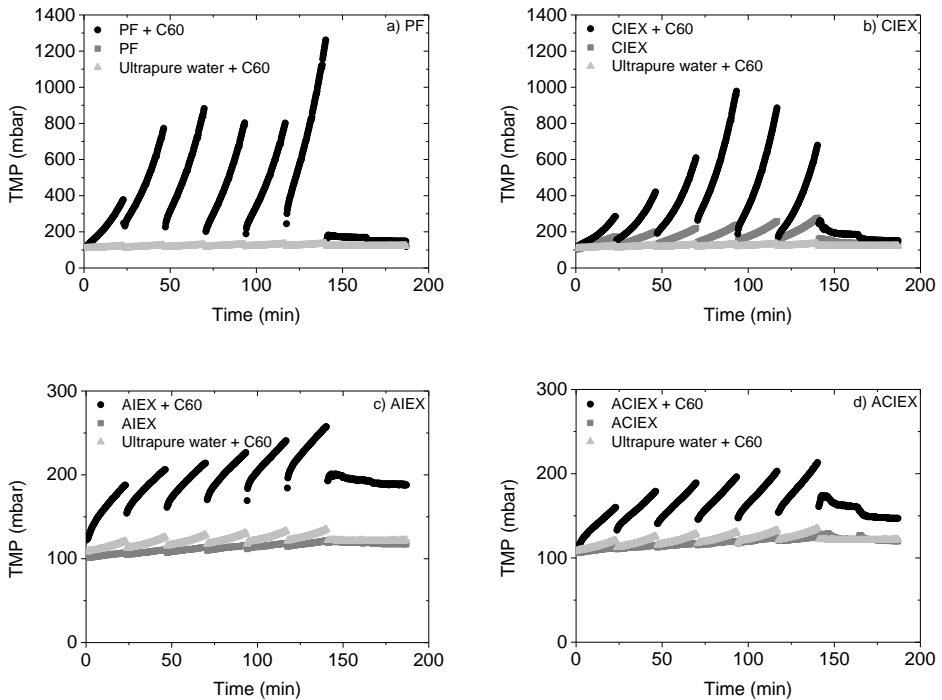 a) PF
PF + C60
PF
Ultrapure water + C60
1400
1200
1000
800
600
400
200
0
TMP (mbar)
0 50 100 150 200
Time (min)
b) CIEX
CIEX + C60
CIEX
Ultrapure water + C60
1400
1200
1000
800
600
400
200
0
TMP (mbar)
0 50 100 150 200
Time (min)
c) AIEX
AIEX + C60
AIEX
Ultrapure water + C60
300
200
100
0
TMP (mbar)
0 50 100 150 200
Time (min)
d) ACIEX
ACIEX + C60
ACIEX
Ultrapure water + C60
300
200
100
0
TMP (mbar)
0 50 100 150 200
Time (min)